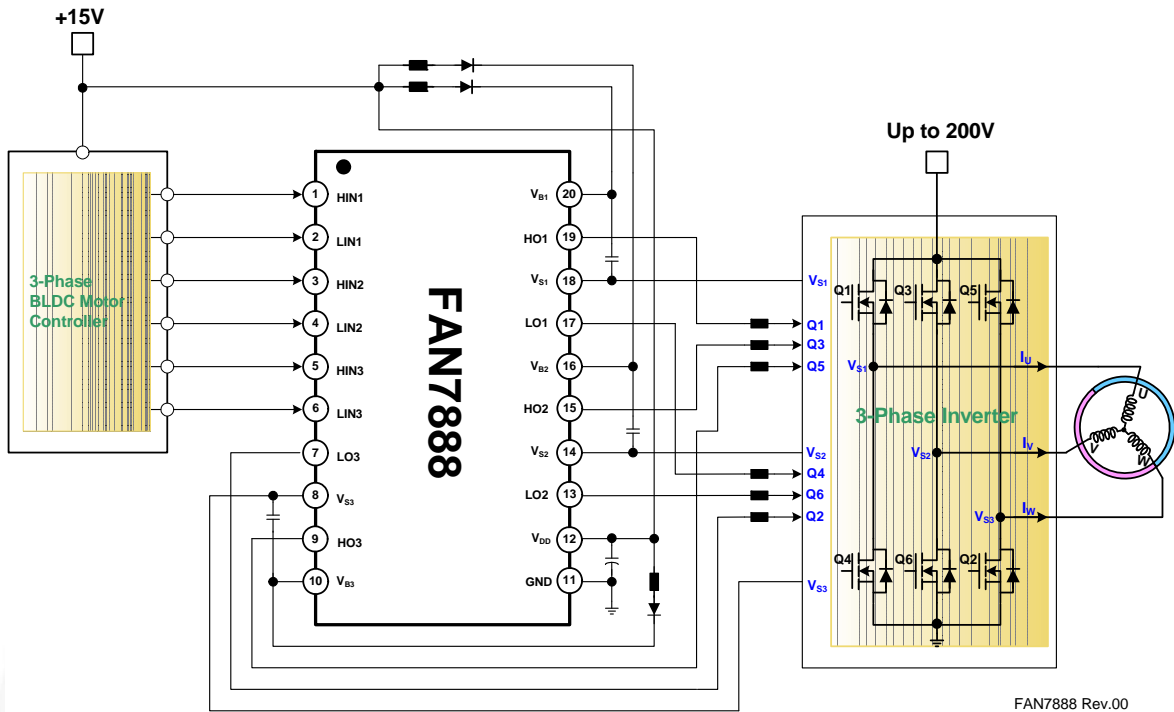 +15V
Up to 200V
3-Phase
BLDC Motor
Controller
1 HIN1
2 LIN1
3 HIN2
4 LIN2
5 HIN3
6 LIN3
7 LO3
8 VS3
9 HO3
10 VB3
FAN7888
VB1 20
HO1 19
VS1 18
LO1 17
VB2 16
HO2 15
VS2 14
LO2 13
VDD 12
GND 11
VS1
Q1
Q3
Q5
VS2
Q4
Q6
Q2
VS3
Q1
Q3
Q5
VS1
IU
3-Phase Inverter
VS2
IV
VS3
IW
Q4
Q6
Q2
U
V
W
FAN7888 Rev.00